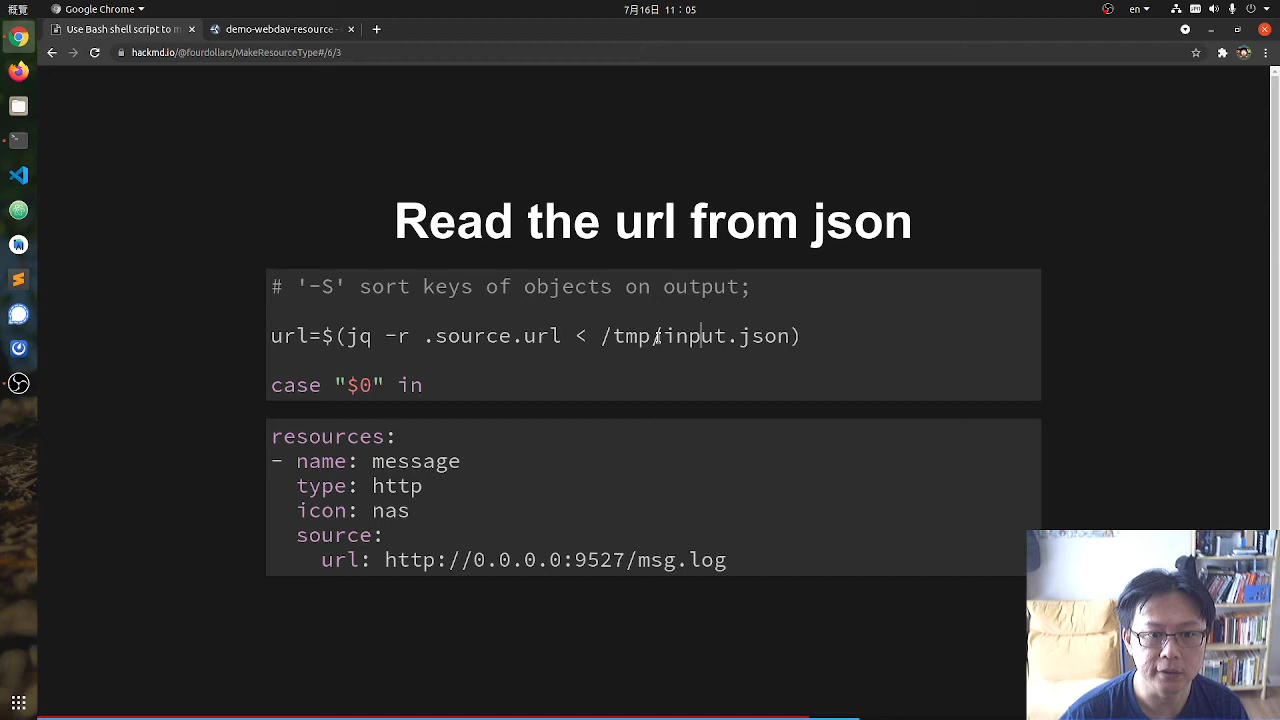 概覽
Google Chrome
7月16日 11：05
en
Use Bash shell script to m
demo-webdav-resource -
hackmd.io/@fourdollars/MakeResourceType#/6/3
Read the url from json
# '-S' sort keys of objects on output;
url=$(jq -r .source.url < /tmp/input.json)
case "$0" in
resources:
- name: message
type: http
icon: nas
source:
url: http://0.0.0.0:9527/msg.log